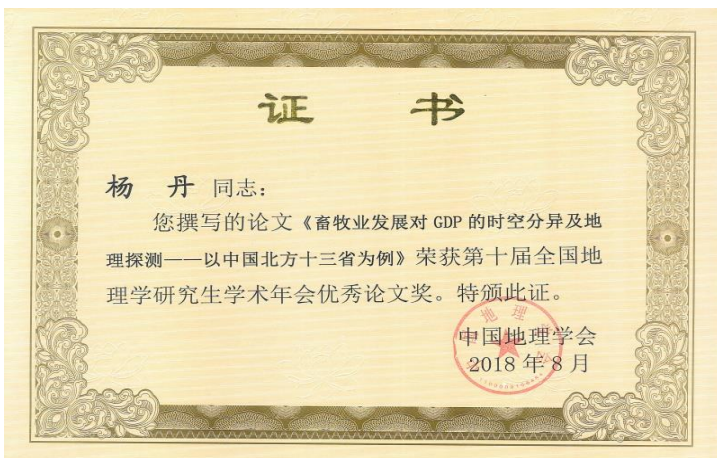 证 书
杨 丹 同志：
您撰写的论文《畜牧业发展对 GDP 的时空分异及地
理探测——以中国北方十三省为例》荣获第十届全国地
理学研究生学术年会优秀论文奖。特颁此证。
中国地理学会
2018 年 8 月